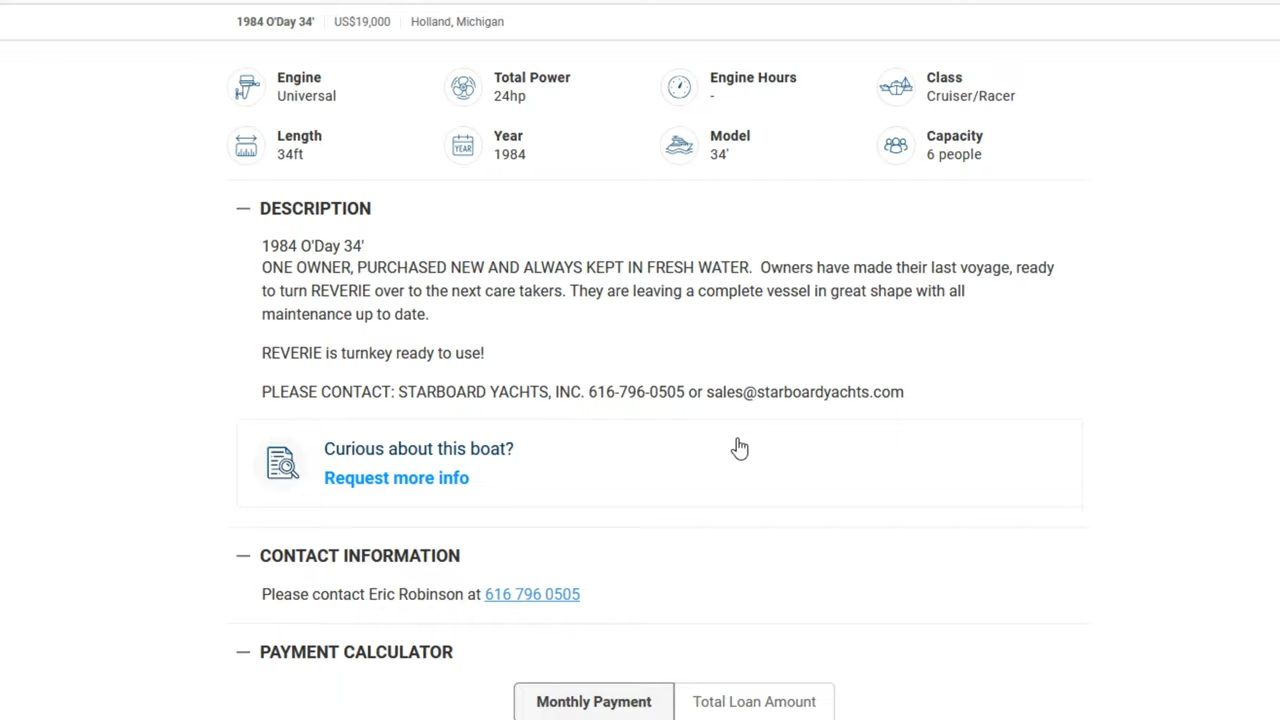 1984 O'Day 34' US$19,000 Holland, Michigan
Engine Total Power Engine Hours Class
Universal 24hp - Cruiser/Racer
Length Year Model Capacity
34ft YEAR 1984 34' 6 people
— DESCRIPTION
1984 O'Day 34'
ONE OWNER, PURCHASED NEW AND ALWAYS KEPT IN FRESH WATER. Owners have made their last voyage, ready
to turn REVERIE over to the next care takers. They are leaving a complete vessel in great shape with all
maintenance up to date.
REVERIE is turnkey ready to use!
PLEASE CONTACT: STARBOARD YACHTS, INC. 616-796-0505 or sales@starboardyachts.com
Curious about this boat?
Request more info
— CONTACT INFORMATION
Please contact Eric Robinson at 616 796 0505
— PAYMENT CALCULATOR
Monthly Payment Total Loan Amount